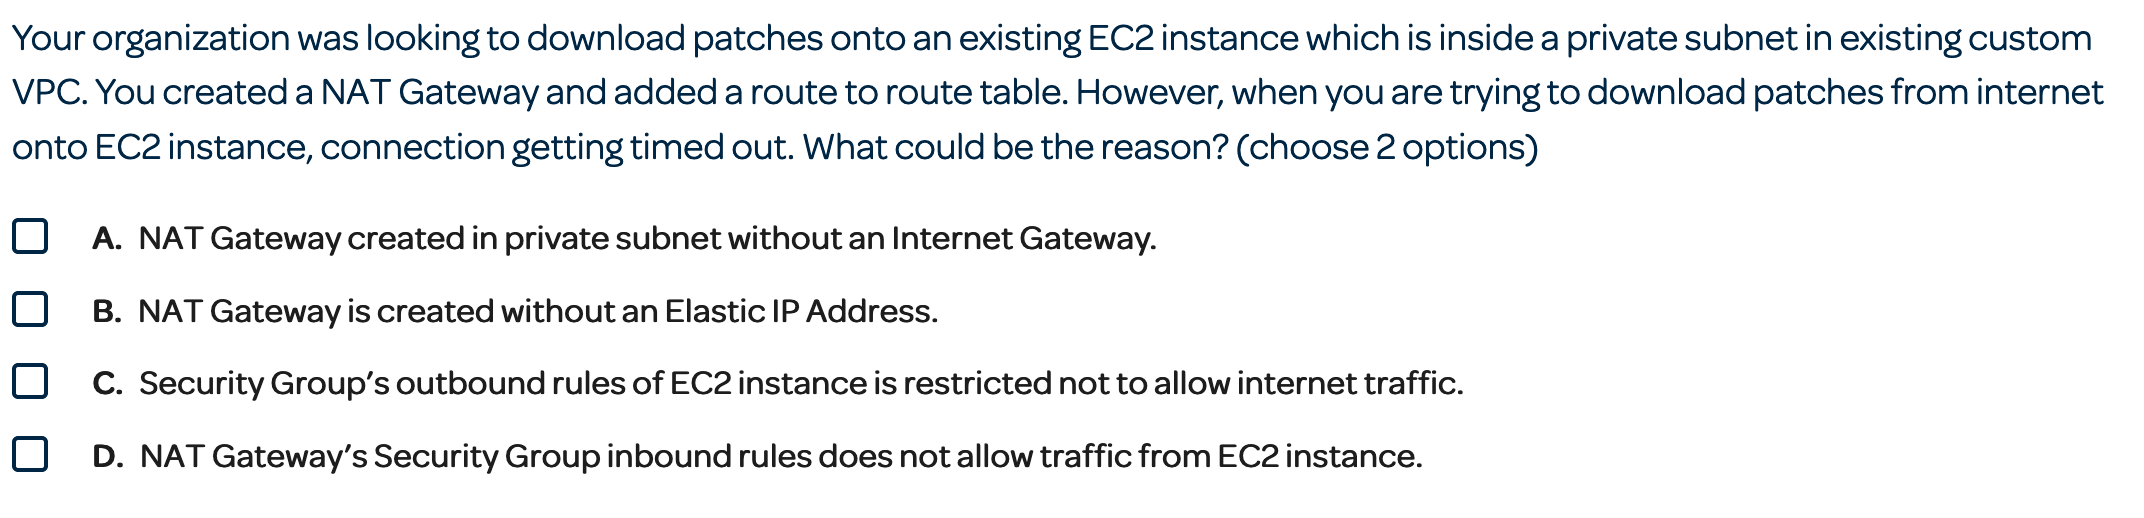 Your organization was looking to download patches onto an existing EC2 instance which is inside a private subnet in existing custom
VPC. You created a NAT Gateway and added a route to route table. However, when you are trying to download patches from internet
onto EC2 instance, connection getting timed out. What could be the reason? (choose 2 options)
A. NAT Gateway created in private subnet without an Internet Gateway.
B. NAT Gateway is created without an Elastic IP Address.
C. Security Group’s outbound rules of EC2 instance is restricted not to allow internet traffic.
D. NAT Gateway’s Security Group inbound rules does not allow traffic from EC2 instance.